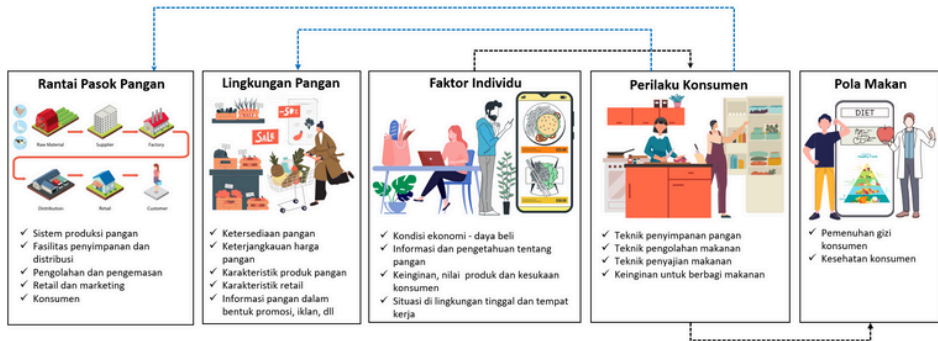 Rantai Pasok Pangan
Raw Material
Supplier
Factory
Distribution
Retail
Customer
✓ Sistem produksi pangan
✓ Fasilitas penyimpanan dan
distribusi
✓ Pengolahan dan pengemasan
✓ Retail dan marketing
✓ Konsumen
Lingkungan Pangan
-50%
SALE
✓ Ketersediaan pangan
✓ Keterjangkauan harga
pangan
✓ Karakteristik produk pangan
✓ Karakteristik retail
✓ Informasi pangan dalam
bentuk promosi, iklan, dll
Faktor Individu
✓ Kondisi ekonomi - daya beli
✓ Informasi dan pengetahuan tentang
pangan
✓ Keinginan, nilai produk dan kesukaan
konsumen
✓ Situasi di lingkungan tinggal dan tempat
kerja
Perilaku Konsumen
✓ Teknik penyimpanan pangan
✓ Teknik pengolahan makanan
✓ Teknik penyajian makanan
✓ Keinginan untuk berbagi makanan
Pola Makan
DIET
✓ Pemenuhan gizi
konsumen
✓ Kesehatan konsumen